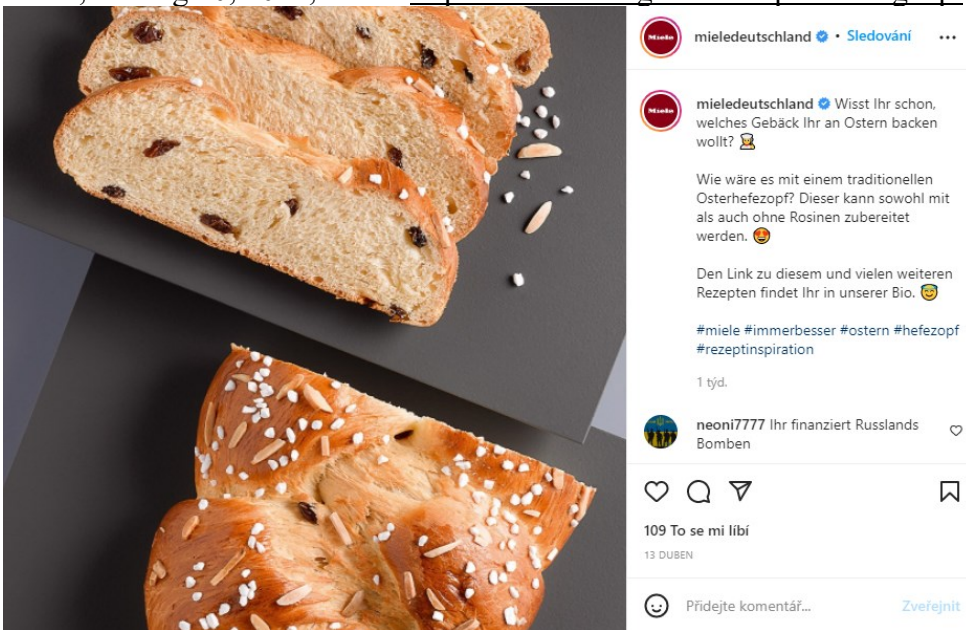 mieledeutschland • Sledování
Miele
Miele
mieledeutschland Wisst Ihr schon,
welches Gebäck Ihr an Ostern backen
wollt?
Wie wäre es mit einem traditionellen
Osterhefezopf? Dieser kann sowohl mit
als auch ohne Rosinen zubereitet
werden. 😍
Den Link zu diesem und vielen weiteren
Rezepten findet Ihr in unserer Bio. 😇
#miele #immerbesser #ostern #hefezopf
#rezeptinspiration
1 týd.
neoni7777 Ihr finanziert Russlands
Bomben
109 To se mi líbí
13 DUBEN
Přidejte komentář...
Zveřejnit